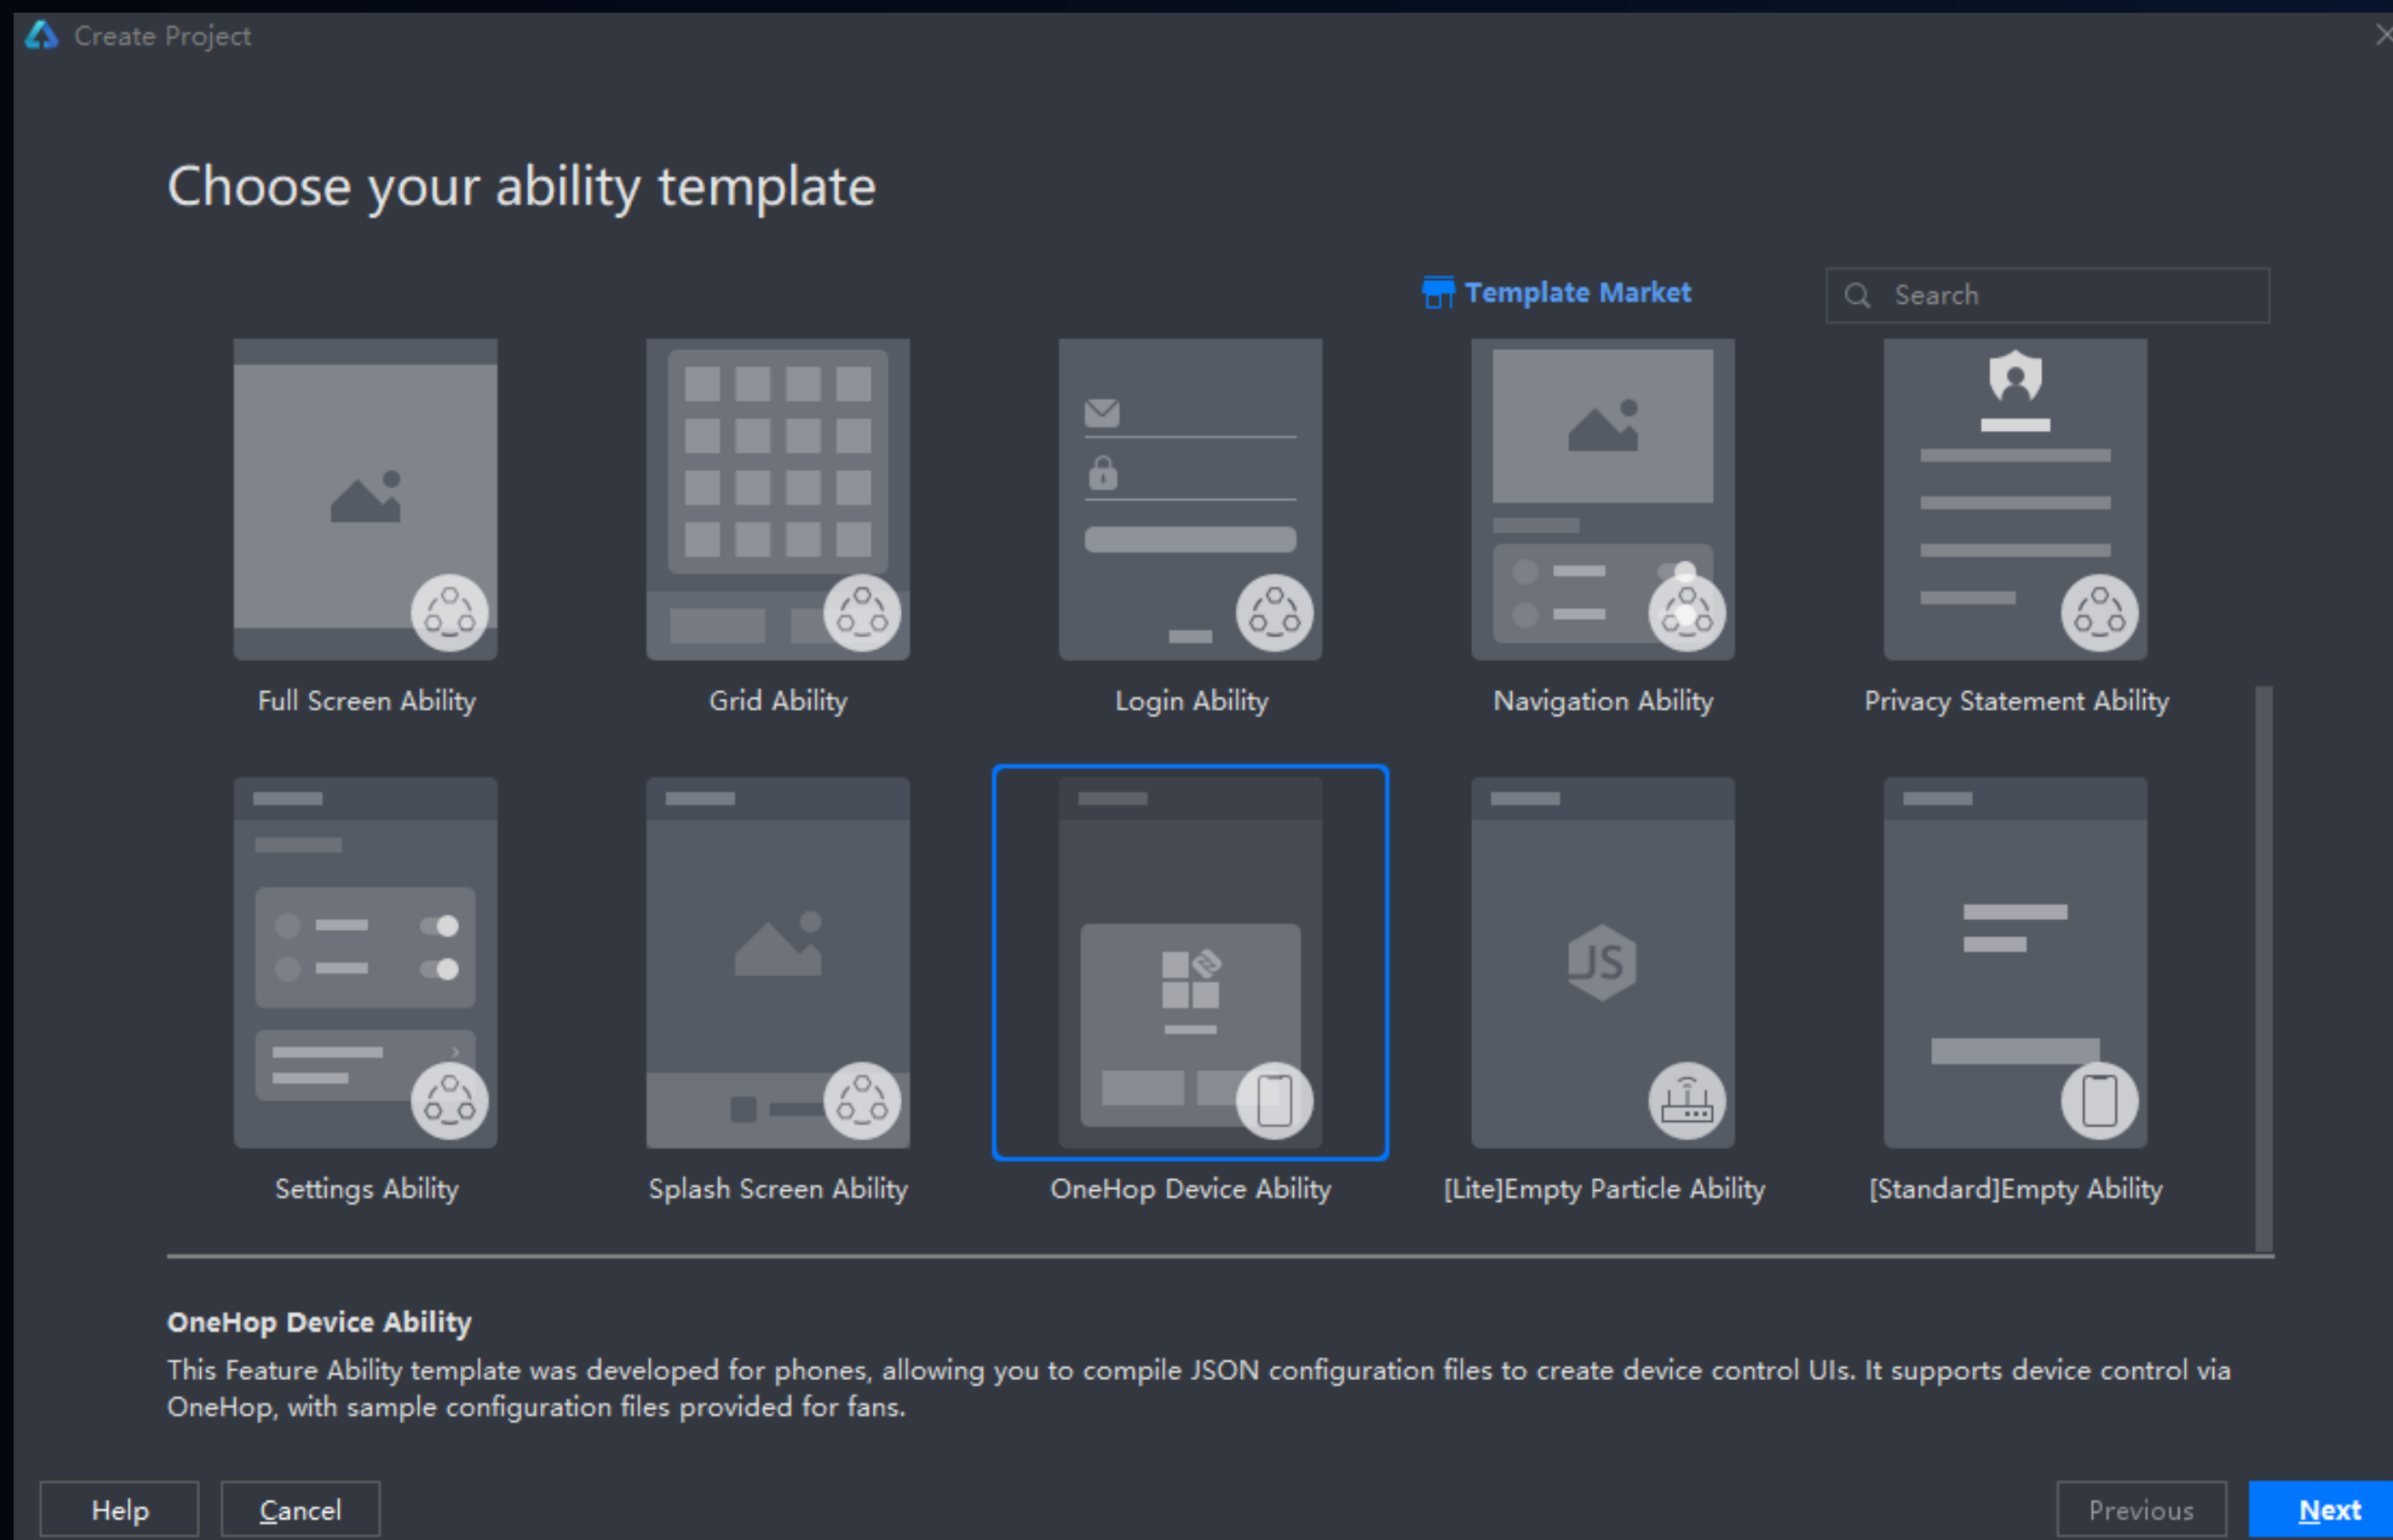 Create Project
Choose your ability template
Template Market
Search
Full Screen Ability
Grid Ability
Login Ability
Navigation Ability
Privacy Statement Ability
JS
Settings Ability
Splash Screen Ability
OneHop Device Ability
[Lite]Empty Particle Ability
[Standard]Empty Ability
OneHop Device Ability
This Feature Ability template was developed for phones, allowing you to compile JSON configuration files to create device control UIs. It supports device control via
OneHop, with sample configuration files provided for fans.
Help
Cancel
Previous
Next